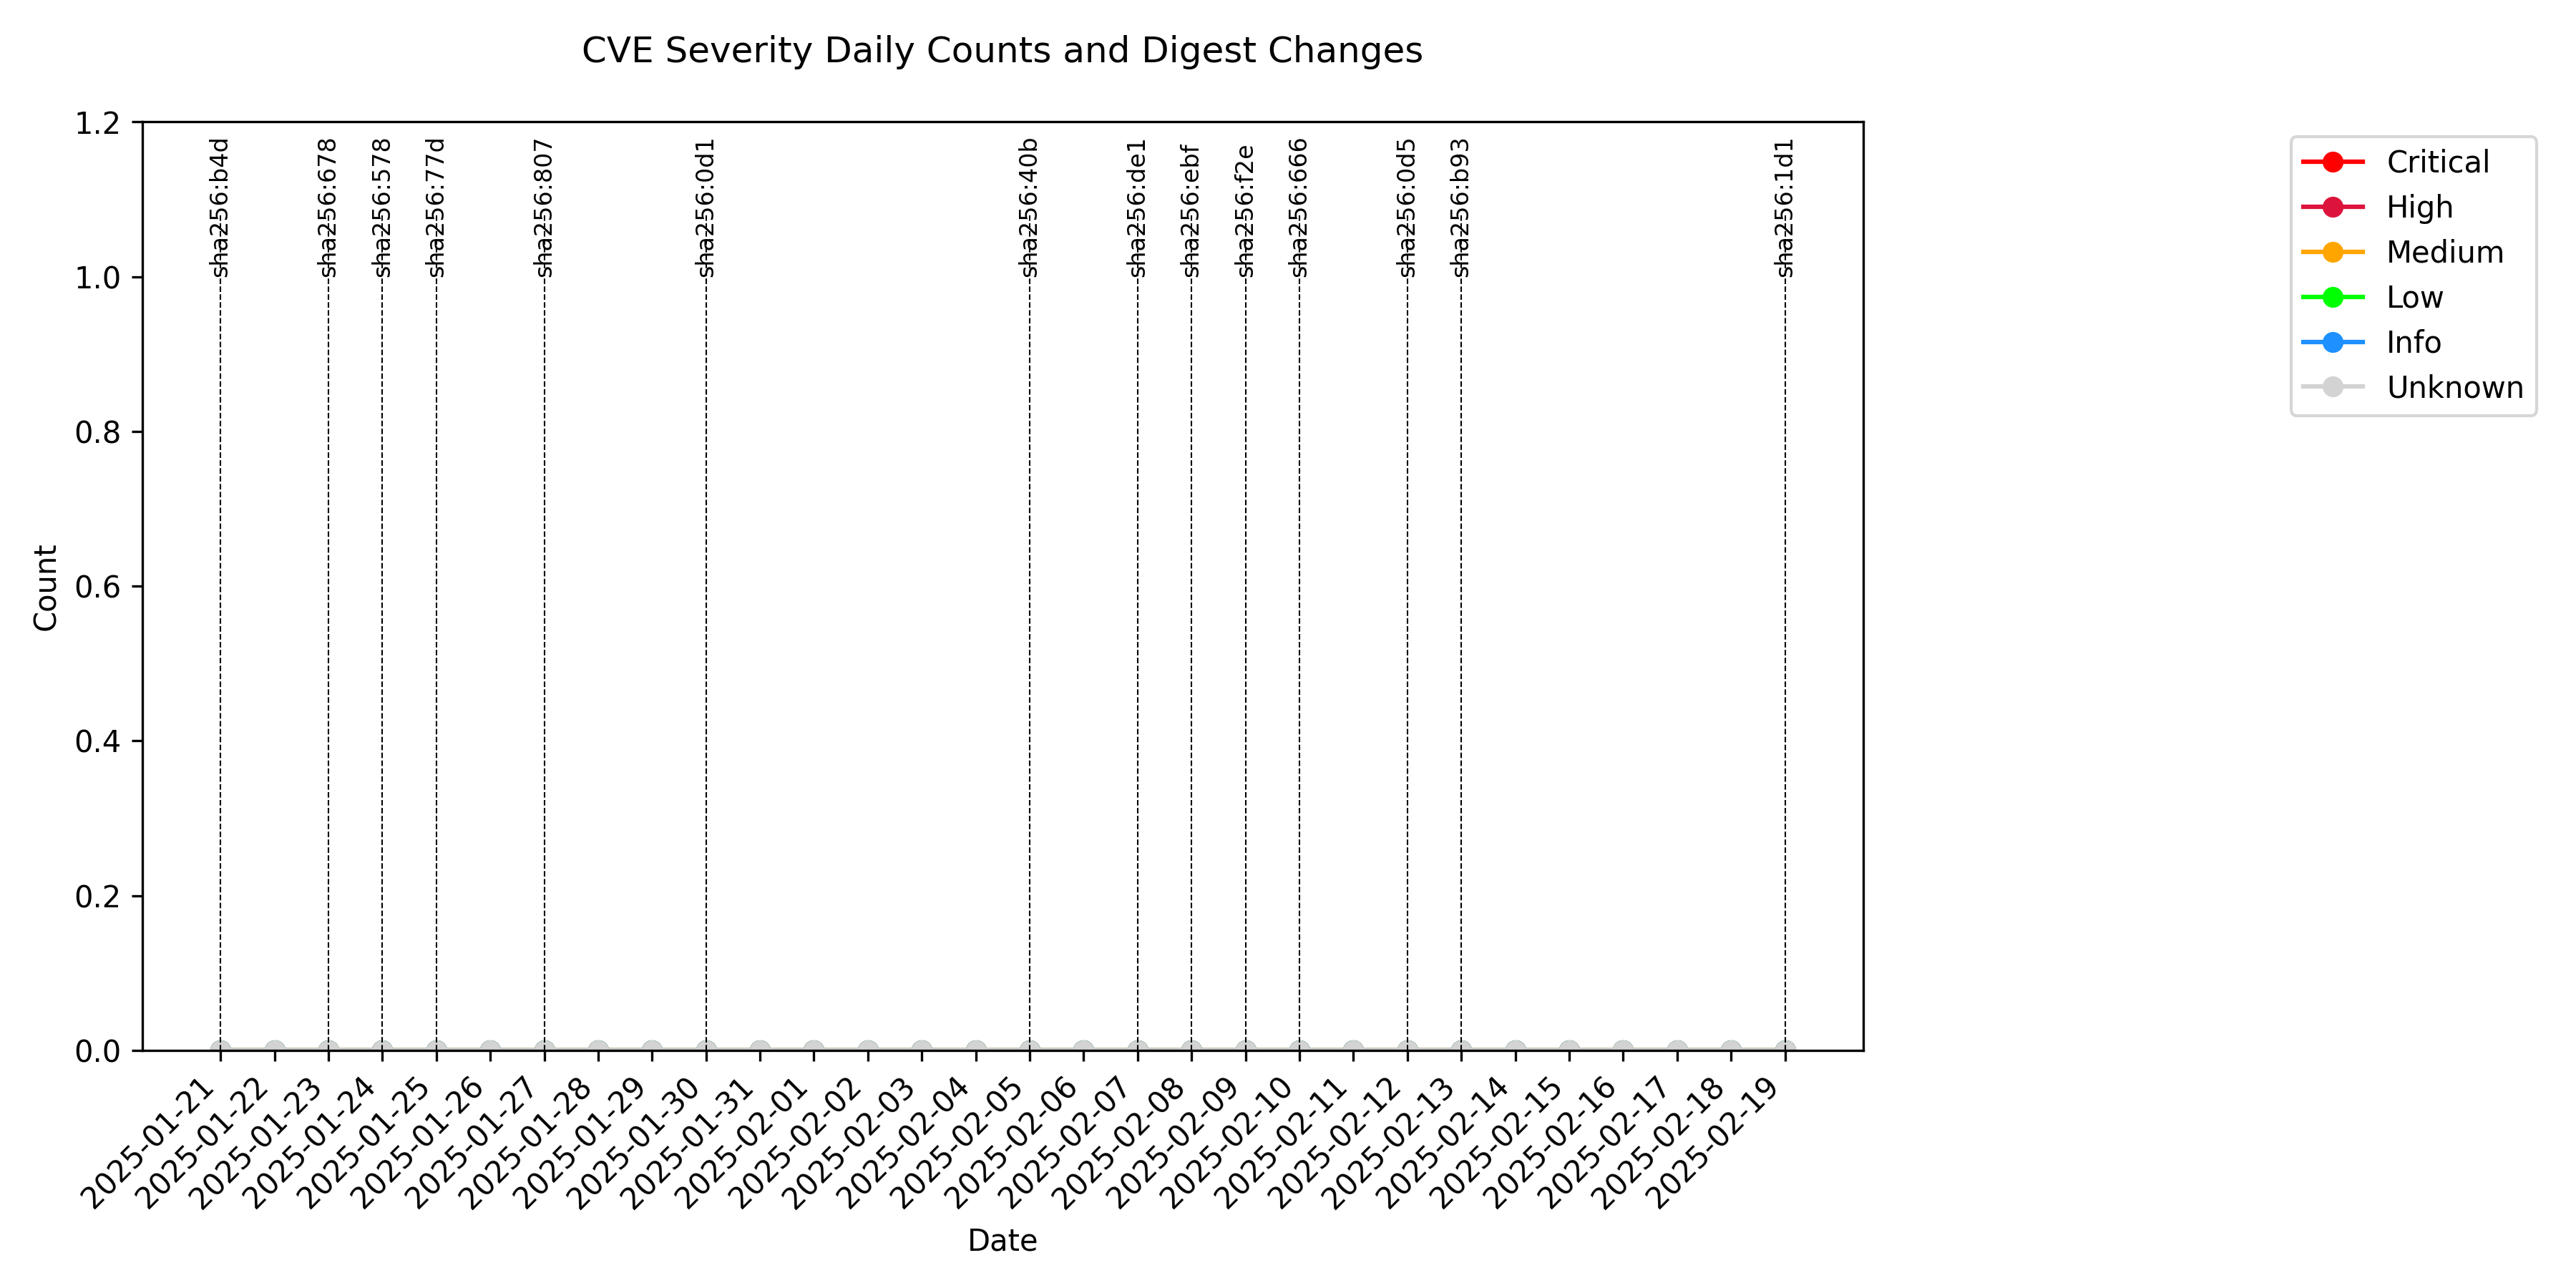 CVE Severity Daily Counts and Digest Changes
1.2
1.0
0.8
0.6
0.4
0.2
0.0
Count
sha256:b4d
sha256:678
sha256:578
sha256:77d
sha256:807
sha256:0d1
sha256:40b
sha256:de1
sha256:ebf
sha256:f2e
sha256:666
sha256:0d5
sha256:b93
sha256:1d1
2025-01-21
2025-01-22
2025-01-23
2025-01-24
2025-01-25
2025-01-26
2025-01-27
2025-01-28
2025-01-29
2025-01-30
2025-01-31
2025-02-01
2025-02-02
2025-02-03
2025-02-04
2025-02-05
2025-02-06
2025-02-07
2025-02-08
2025-02-09
2025-02-10
2025-02-11
2025-02-12
2025-02-13
2025-02-14
2025-02-15
2025-02-16
2025-02-17
2025-02-18
2025-02-19
Date
Critical
High
Medium
Low
Info
Unknown